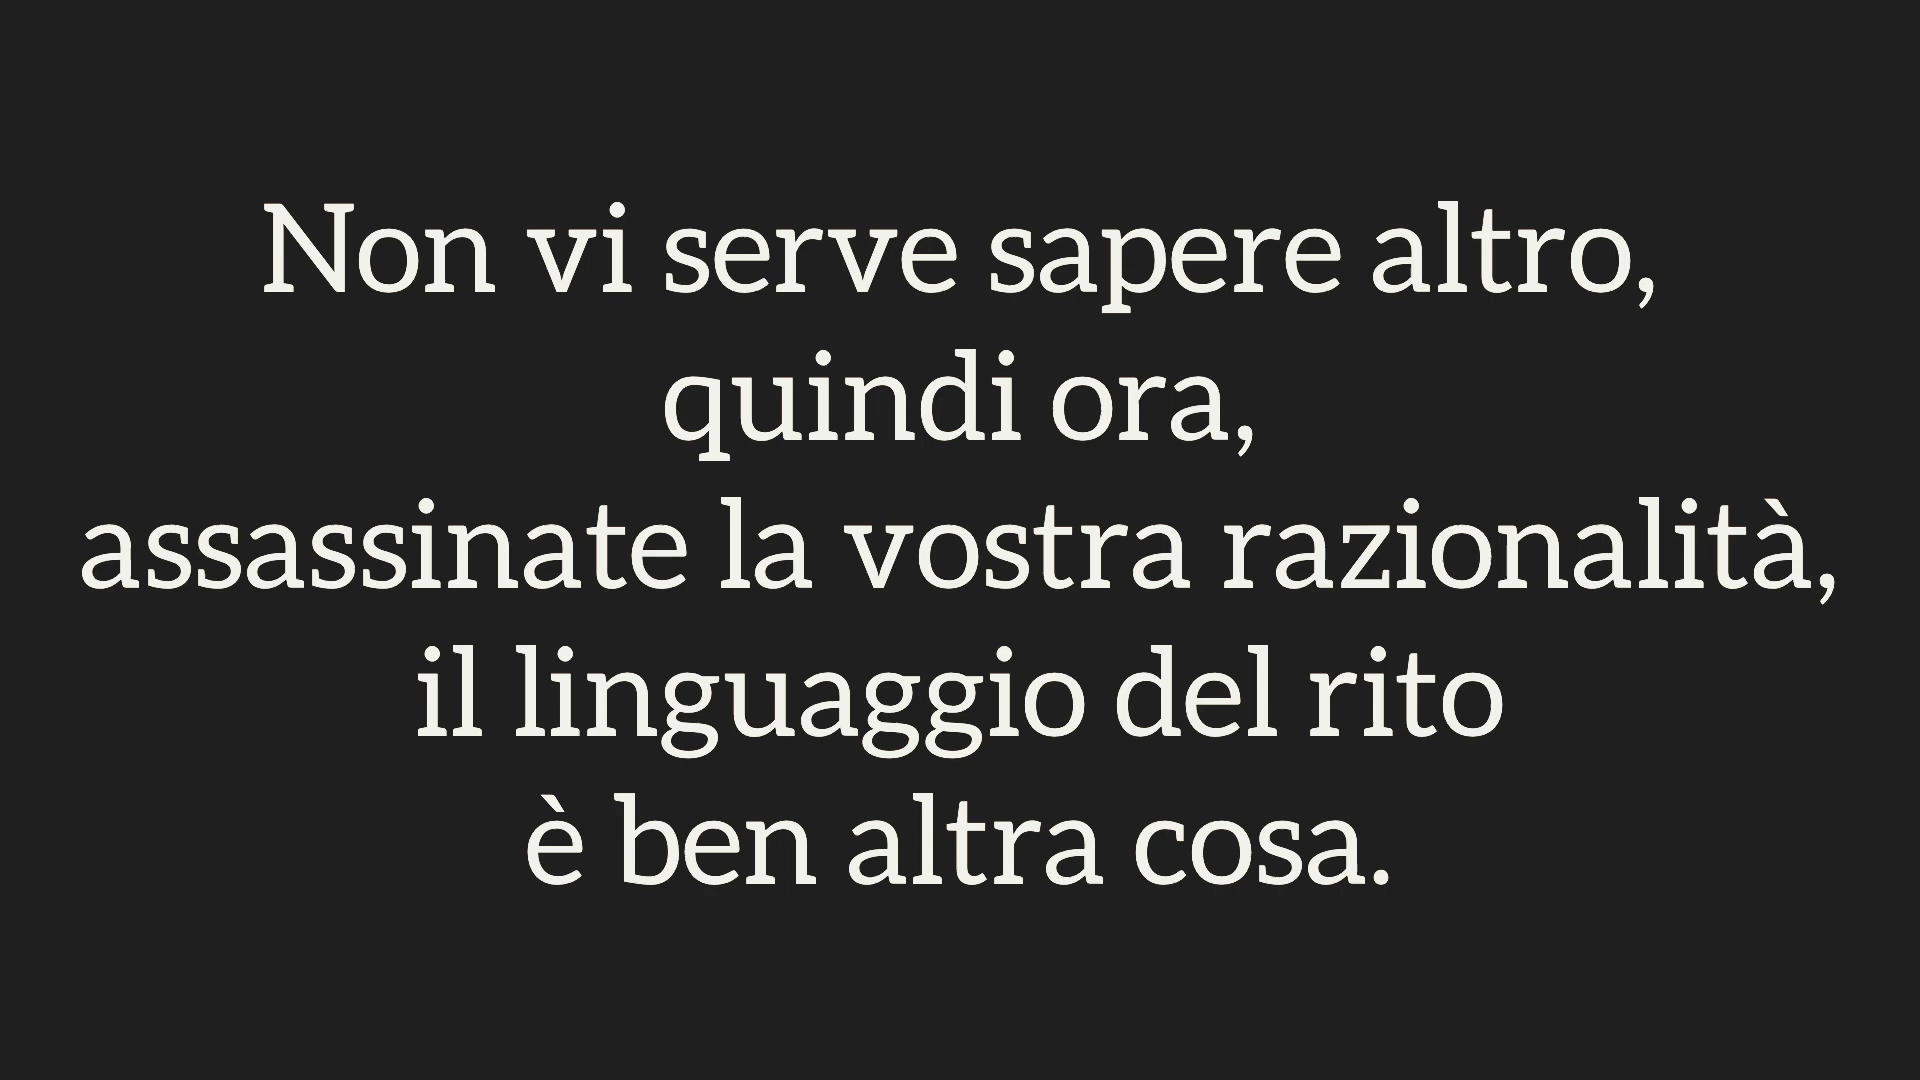 Non vi serve sapere altro,
quindi ora,
assassinate la vostra razionalità,
il linguaggio del rito
è ben altra cosa.